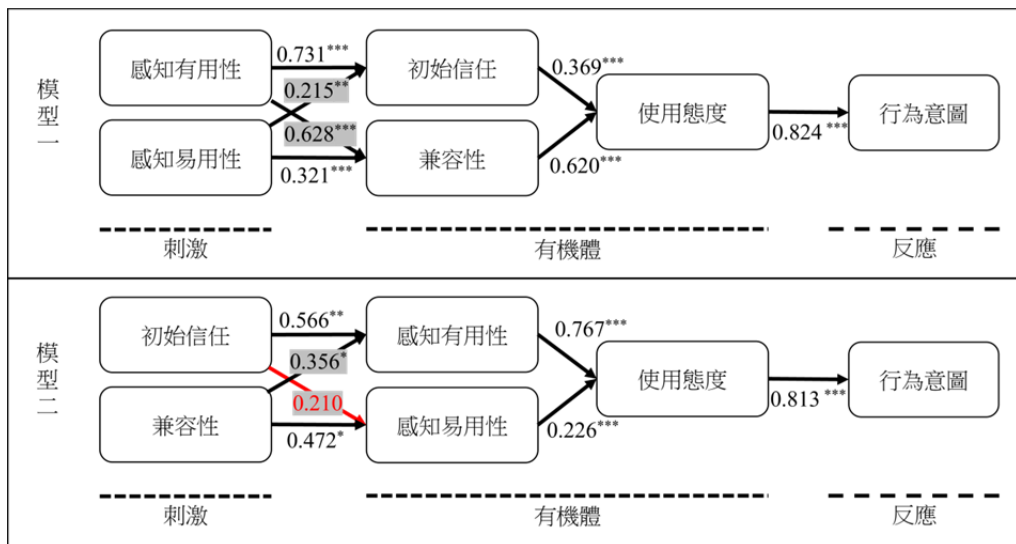 模型一
感知有用性
0.731***
初始信任
0.369***
0.215**
使用態度
行為意圖
0.824 ***
0.628***
感知易用性
0.321***
兼容性
0.620***
刺激
有機體
反應
模型二
初始信任
0.566**
感知有用性
0.767***
0.356*
使用態度
行為意圖
0.813 ***
0.210
兼容性
0.472*
感知易用性
0.226***
刺激
有機體
反應